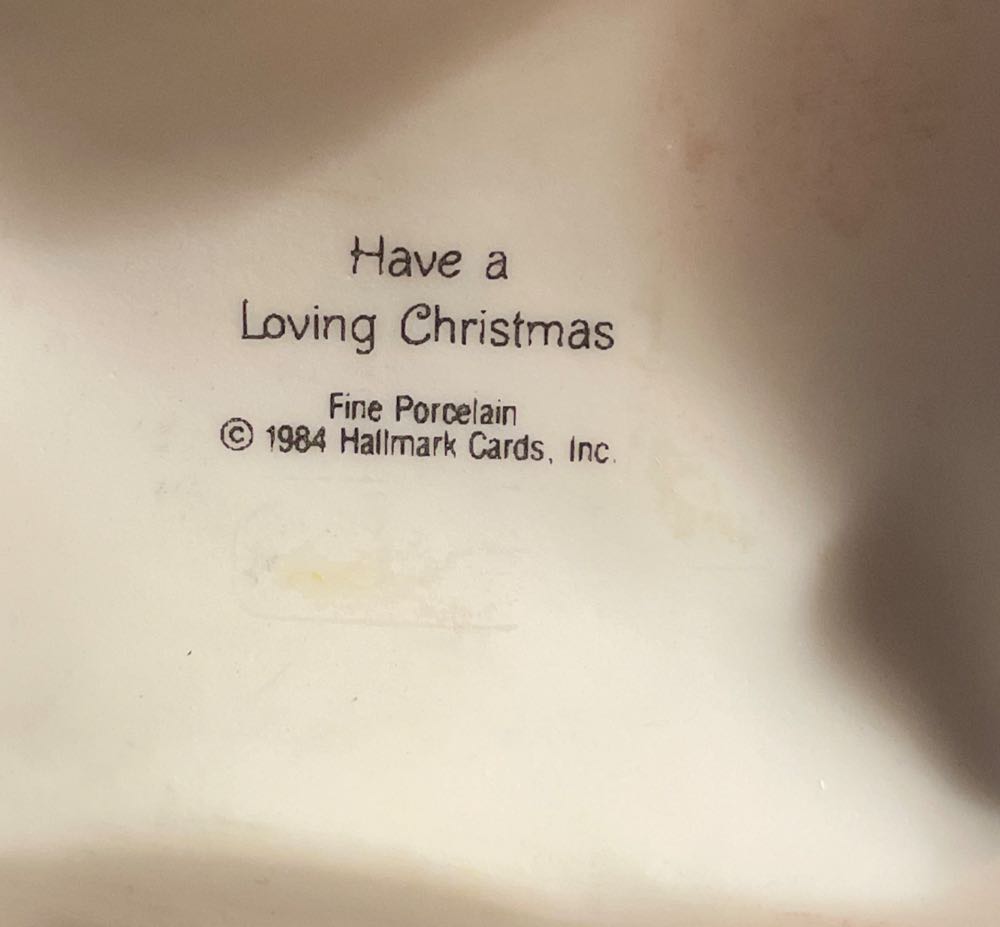 Have a
Loving Christmas
Fine Porcelain
© 1984 Hallmark Cards, Inc.